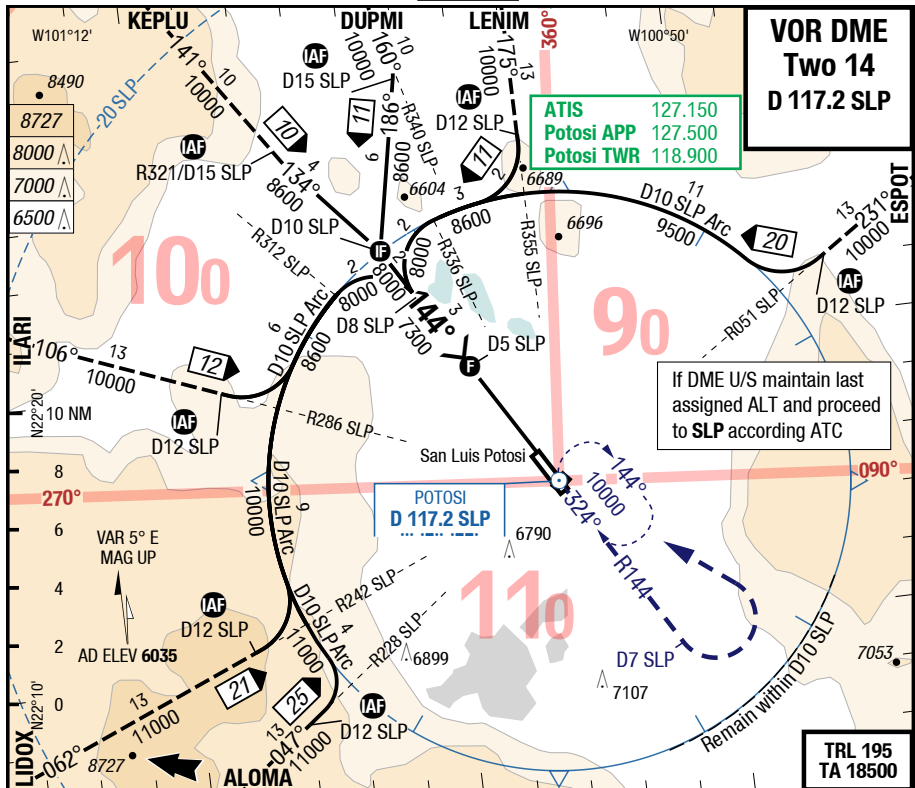 KEPLU
DUPMI
LENIM
360°
W101°12'
W100°50'
VOR DME
Two 14
D 117.2 SLP
IAF
D15 SLP
10
10000
160°
10
175°
10000
13
141°
10
10000
8490
20 SLP
8727
8000
7000
6500
IAF
D12 SLP
ATIS 127.150
Potosi APP 127.500
Potosi TWR 118.900
IAF
R321/D15 SLP
10
4
134°
8600
11
186°
9
8600
R340 SLP
11
2
6689
6604
3
8600
6696
D10 SLP Arc
11
9500
20
13
231°
10000
ESPOT
IAF
D12 SLP
R051 SLP
D10 SLP
IF
R312 SLP
R336 SLP
R355 SLP
2
8000
2
8000
2
8000
100
90
D8 SLP
144°
3
7300
D5 SLP
F
D10 SLP Arc
6
8600
ILARI
106°
13
10000
12
IAF
D12 SLP
R286 SLP
If DME U/S maintain last
assigned ALT and proceed
to SLP according ATC
N22°20'
10 NM
8
6
4
2
0
N22°10'
San Luis Potosi
270°
090°
POTOSI
D 117.2 SLP
144°
10000
324°
R144
D7 SLP
D10 SLP Arc
9
10000
VAR 5° E
MAG UP
AD ELEV 6035
6790
110
IAF
D12 SLP
R242 SLP
D10 SLP Arc
4
11000
R228 SLP
6899
7107
7053
Remain within D10 SLP
21
25
IAF
D12 SLP
13
047°
11000
LIDOX
062°
13
11000
8727
ALOMA
TRL 195
TA 18500